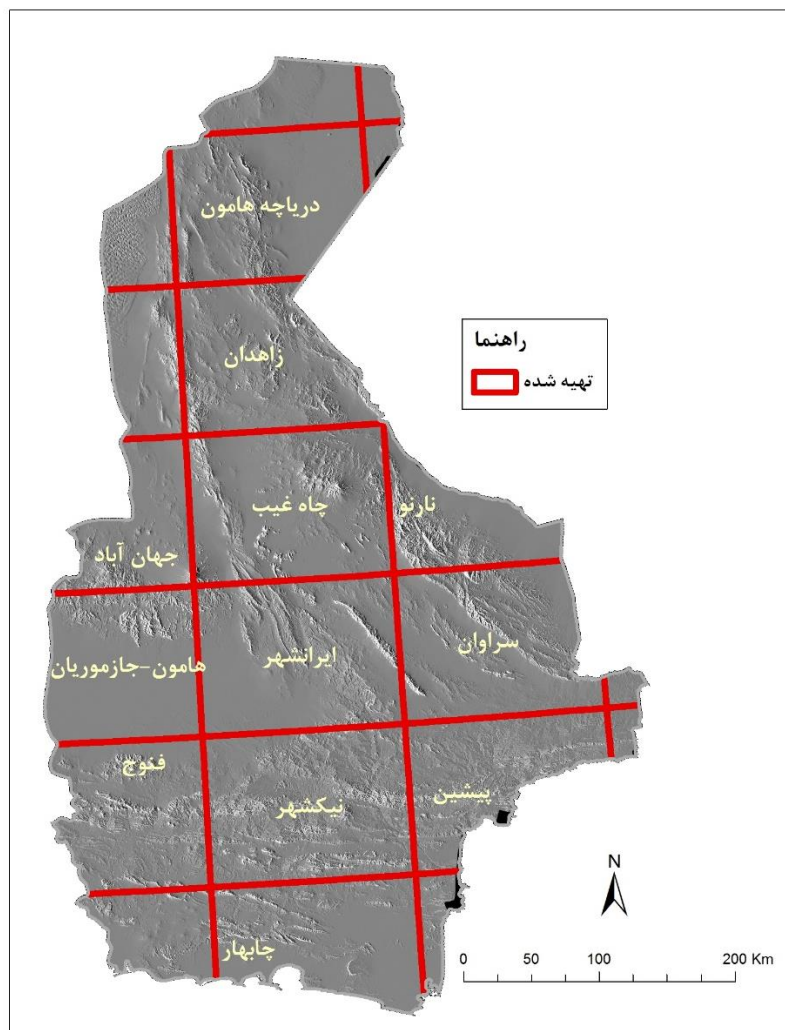 دریاچه هامون
زاهدان
راهنما
تهیه شده
چاه غیب
نارنو
جهان آباد
سراوان
ایرانشهر
هامون-جازموریان
فنوج
پیشین
نیکشهر
چابهار
N
0 50 100 200 Km